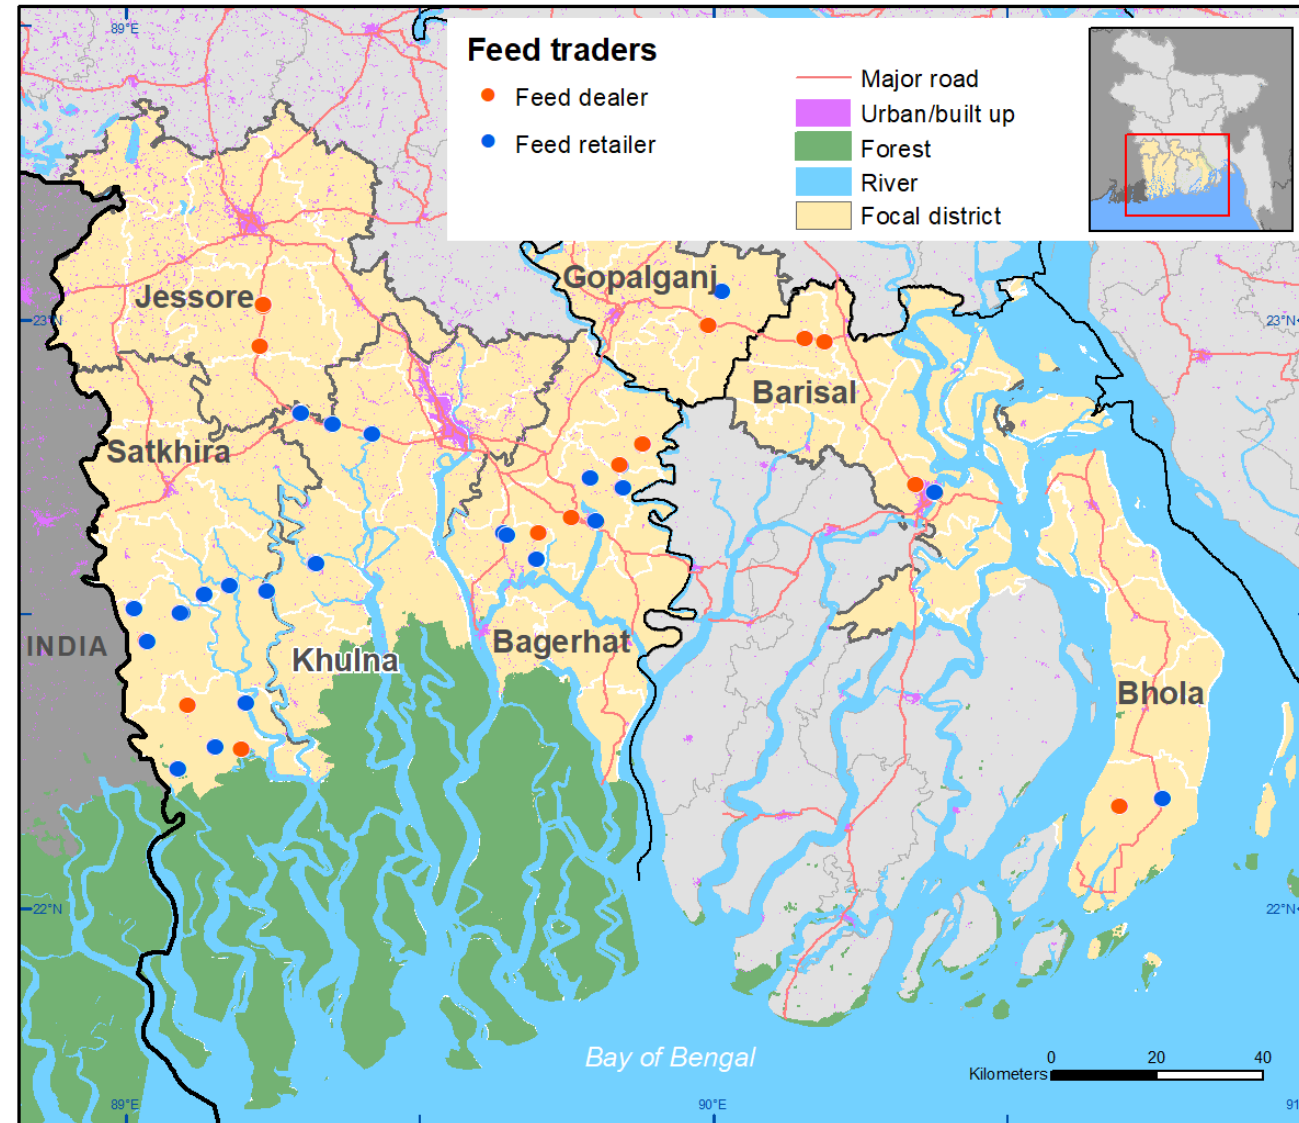 89°E
Feed traders
Feed dealer
Feed retailer
Major road
Urban/built up
Forest
River
Focal district
Gopalganj
Jessore
23°N
23°N
Barisal
Satkhira
INDIA
Khulna
Bagerhat
Bhola
22°N
22°N
Bay of Bengal
0 20 40
Kilometers
89°E
90°E
91